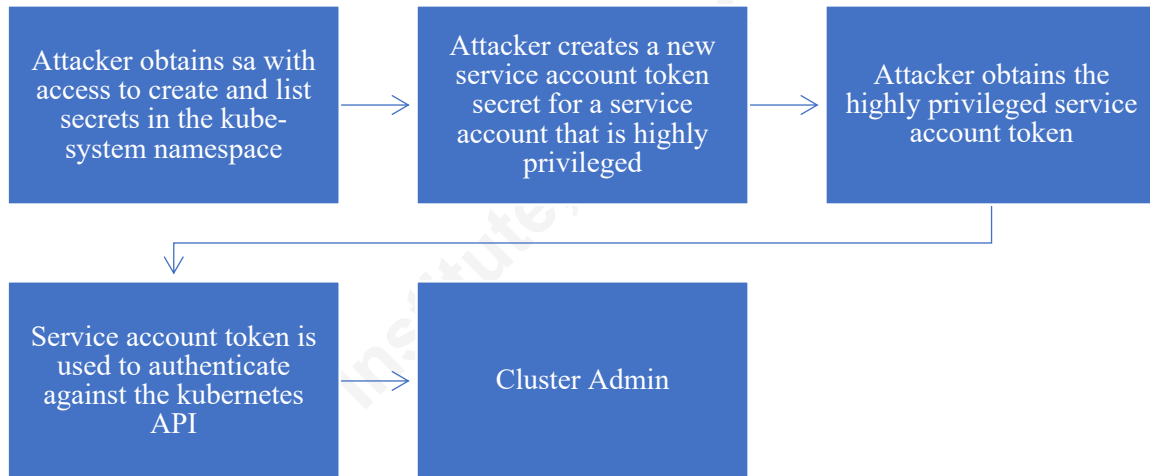 Attacker obtains sa with
access to create and list
secrets in the kube-
system namespace
Attacker creates a new
service account token
secret for a service
account that is highly
privileged
Attacker obtains the
highly privileged service
account token
Service account token is
used to authenticate
against the kubernetes
API
Cluster Admin
Institute,